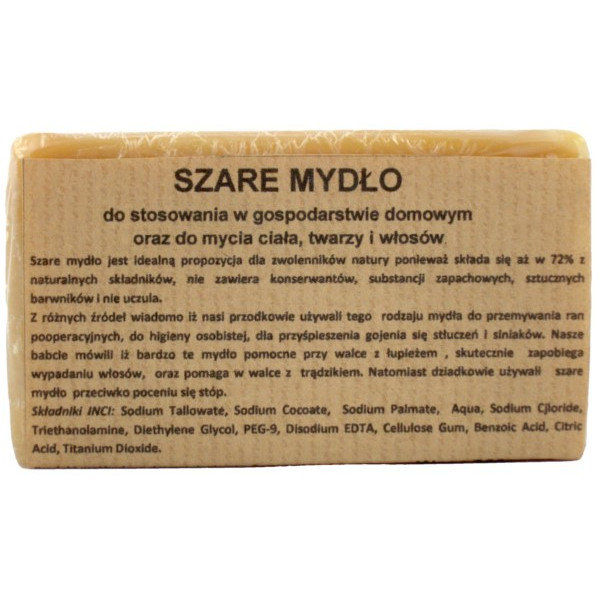 SZARE MYDŁO
do stosowania w gospodarstwie domowym
oraz do mycia ciała, twarzy i włosów.
Szare mydło jest idealną propozycja dla zwolenników natury ponieważ składa się aż w 72% z
naturalnych składników, nie zawiera konserwantów, substancji zapachowych, sztucznych
barwników i nie uczula.
Z różnych źródeł wiadomo iż nasi przodkowie używali tego rodzaju mydła do przemywania ran
pooperacyjnych, do higieny osobistej, dla przyśpieszenia gojenia się stłuczeń i siniaków. Nasze
babcie mówili iż bardzo te mydło pomocne przy walce z łupieżem , skutecznie zapobiega
wypadaniu włosów, oraz pomaga w walce z trądzikiem. Natomiast dziadkowie używali szare
mydło przeciwko poceniu się stóp.
Składniki INCI: Sodium Tallowate, Sodium Cocoate, Sodium Palmate, Aqua, Sodium Cjloride,
Triethanolamine, Diethylene Glycol, PEG-9, Disodium EDTA, Cellulose Gum, Benzoic Acid, Citric
Acid, Titanium Dioxide.